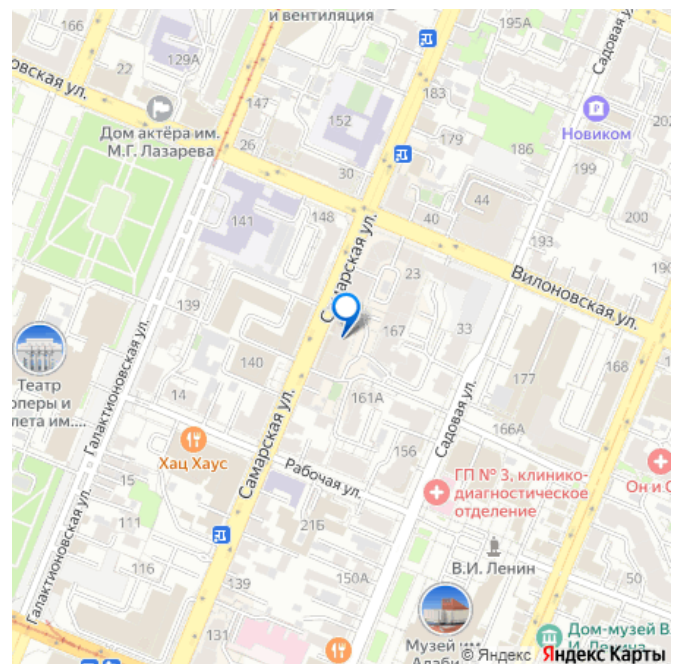 и вентиляция
166
22
129А
195А
Садовая ул.
овская ул.
147
152
183
Дом актёра им.
М.Г. Лазарева
26
30
179
186
Новиком
202
199
141
148
40
44
200
193
Самарская ул.
23
Вилоновская ул.
190
139
167
33
140
168
Театр
оперы и
лета им....
Галактионовская ул.
14
161А
177
Хац Хаус
Самарская ул.
156
Садовая ул.
166А
Рабочая ул.
ГП № 3, клинико-
диагностическое
отделение
Он и С
15
111
21Б
Галактионовская ул.
116
139
150А
В.И. Ленин
50
131
Музей им.
Алаби
Дом-музей В.
И. Ленина
© Яндекс Яндекс Карты